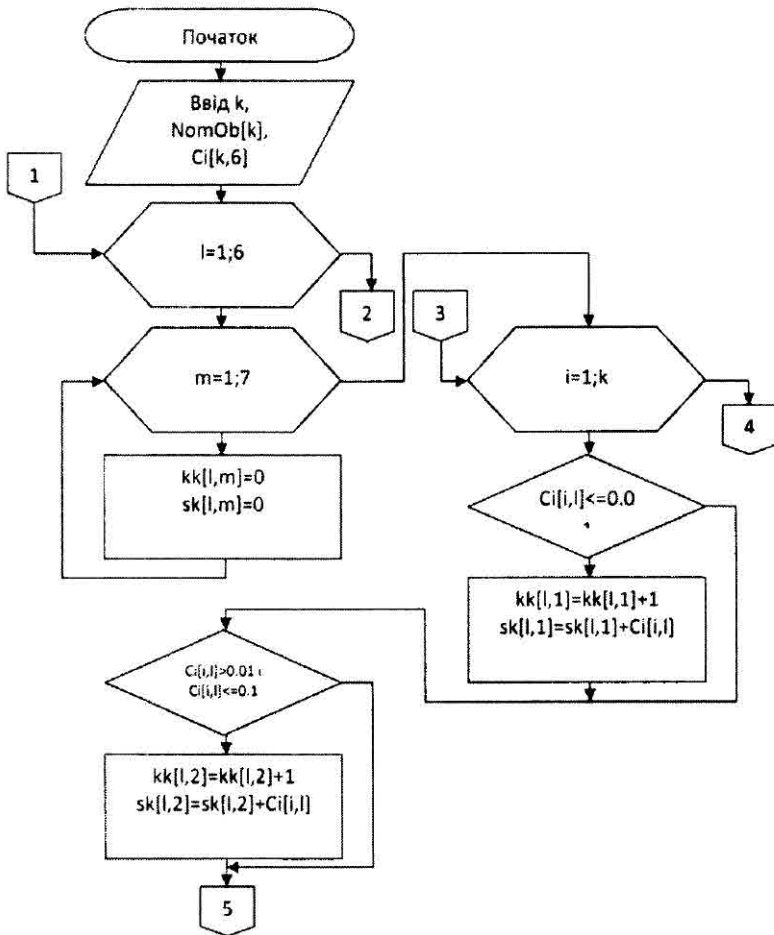 Початок
Ввід k,
NomOb[k],
Ci[k,6]
1
l=1;6
2
m=1;7
kk[l,m]=0
sk[l,m]=0
3
i=1;k
4
Ci[i,l]<=0.0
kk[l,1]=kk[l,1]+1
sk[l,1]=sk[l,1]+Ci[i,l]
Ci[i,l]>0.01 і
Ci[i,l]<=0.1
kk[l,2]=kk[l,2]+1
sk[l,2]=sk[l,2]+Ci[i,l]
5